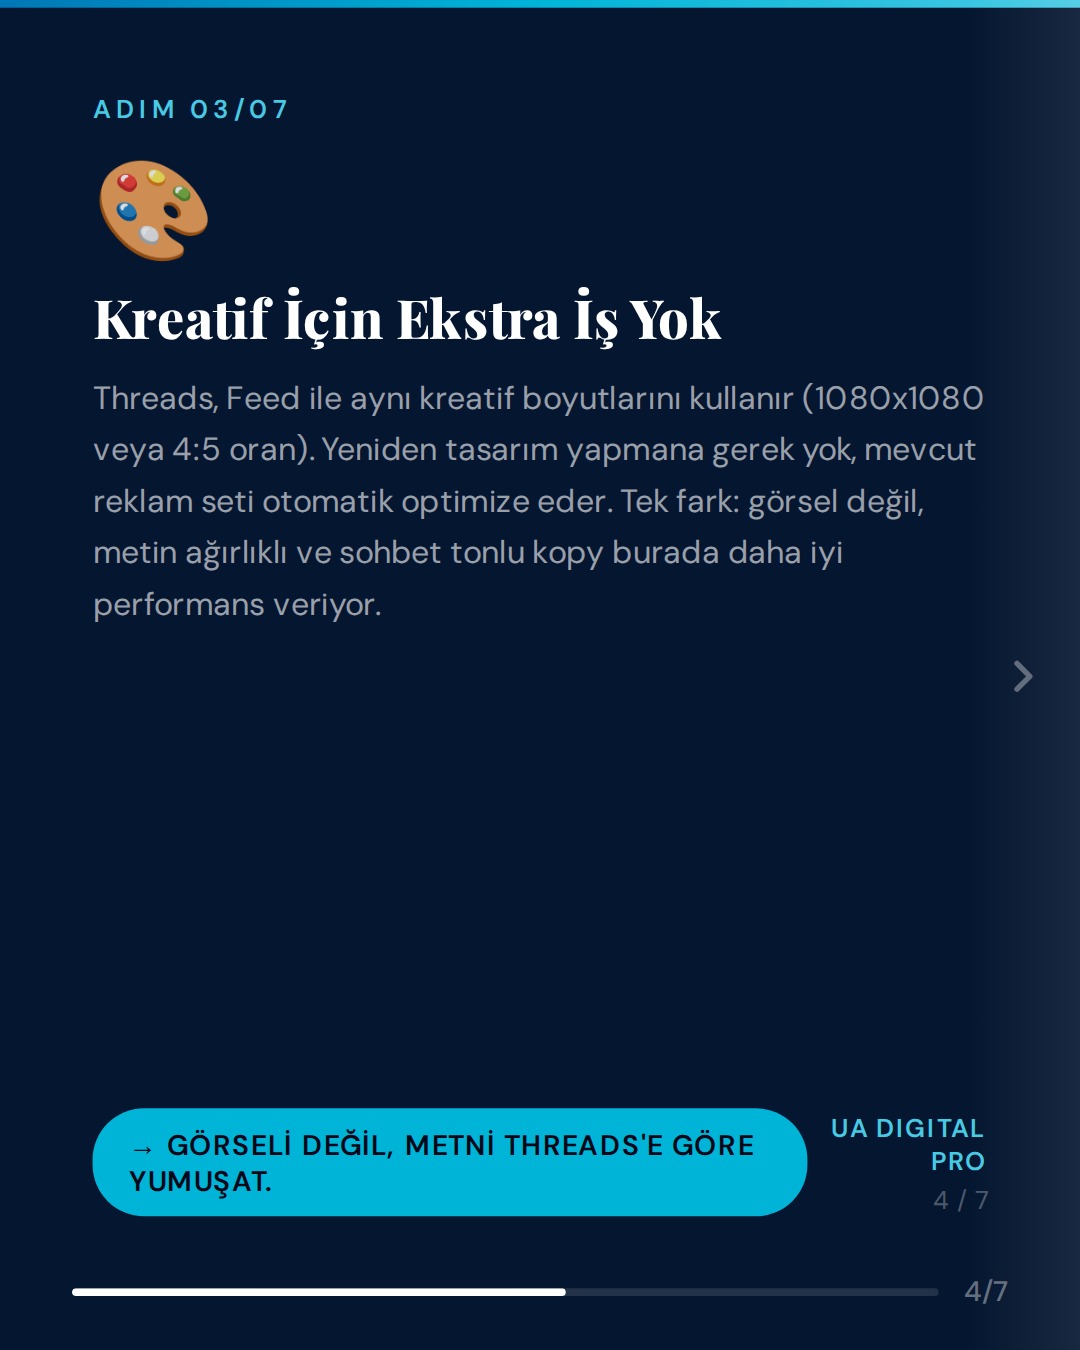 ADIM 03/07
Kreatif İçin Ekstra İş Yok
Threads, Feed ile aynı kreatif boyutlarını kullanır (1080x1080
veya 4:5 oran). Yeniden tasarım yapmana gerek yok, mevcut
reklam seti otomatik optimize eder. Tek fark: görsel değil,
metin ağırlıklı ve sohbet tonlu kopy burada daha iyi
performans veriyor.
→ GÖRSELİ DEĞİL, METNİ THREADS'E GÖRE
YUMUŞAT.
UA DIGITAL
PRO
4 / 7
4/7